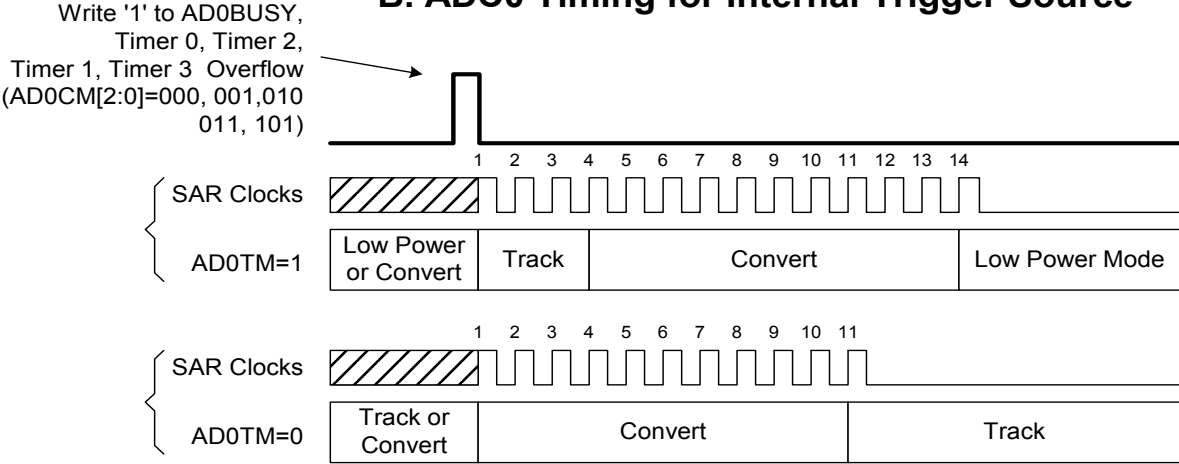 B. ADC0 Timing for Internal Trigger Source
Write '1' to AD0BUSY,
Timer 0, Timer 2,
Timer 1, Timer 3 Overflow
(AD0CM[2:0]=000, 001,010
011, 101)
1 2 3 4 5 6 7 8 9 10 11 12 13 14
SAR Clocks
AD0TM=1
Low Power
or Convert
Track
Convert
Low Power Mode
1 2 3 4 5 6 7 8 9 10 11
SAR Clocks
AD0TM=0
Track or
Convert
Convert
Track